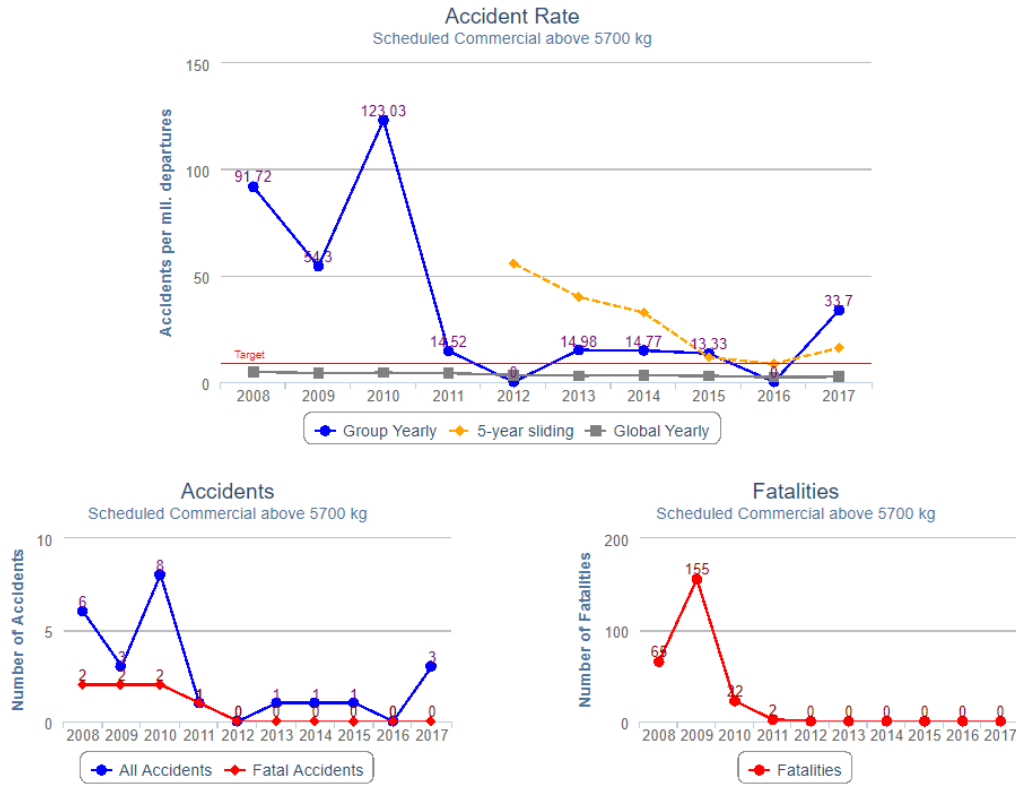 Accident Rate
Scheduled Commercial above 5700 kg
Accidents per mil. departures
150
100
50
0
91.72
54.3
123.03
14.52
0
14.98
14.77
13.33
0
33.7
Target
2008 2009 2010 2011 2012 2013 2014 2015 2016 2017
Group Yearly 5-year sliding Global Yearly
Accidents
Scheduled Commercial above 5700 kg
Number of Accidents
10
5
0
6 3 8 1 0 1 1 1 0 3
2 2 2 1 0 0 0 0 0 0
2008 2009 2010 2011 2012 2013 2014 2015 2016 2017
All Accidents Fatal Accidents
Fatalities
Scheduled Commercial above 5700 kg
Number of Fatalities
200
100
0
155 22 2 0 0 0 0 0 0
2008 2009 2010 2011 2012 2013 2014 2015 2016 2017
Fatalities